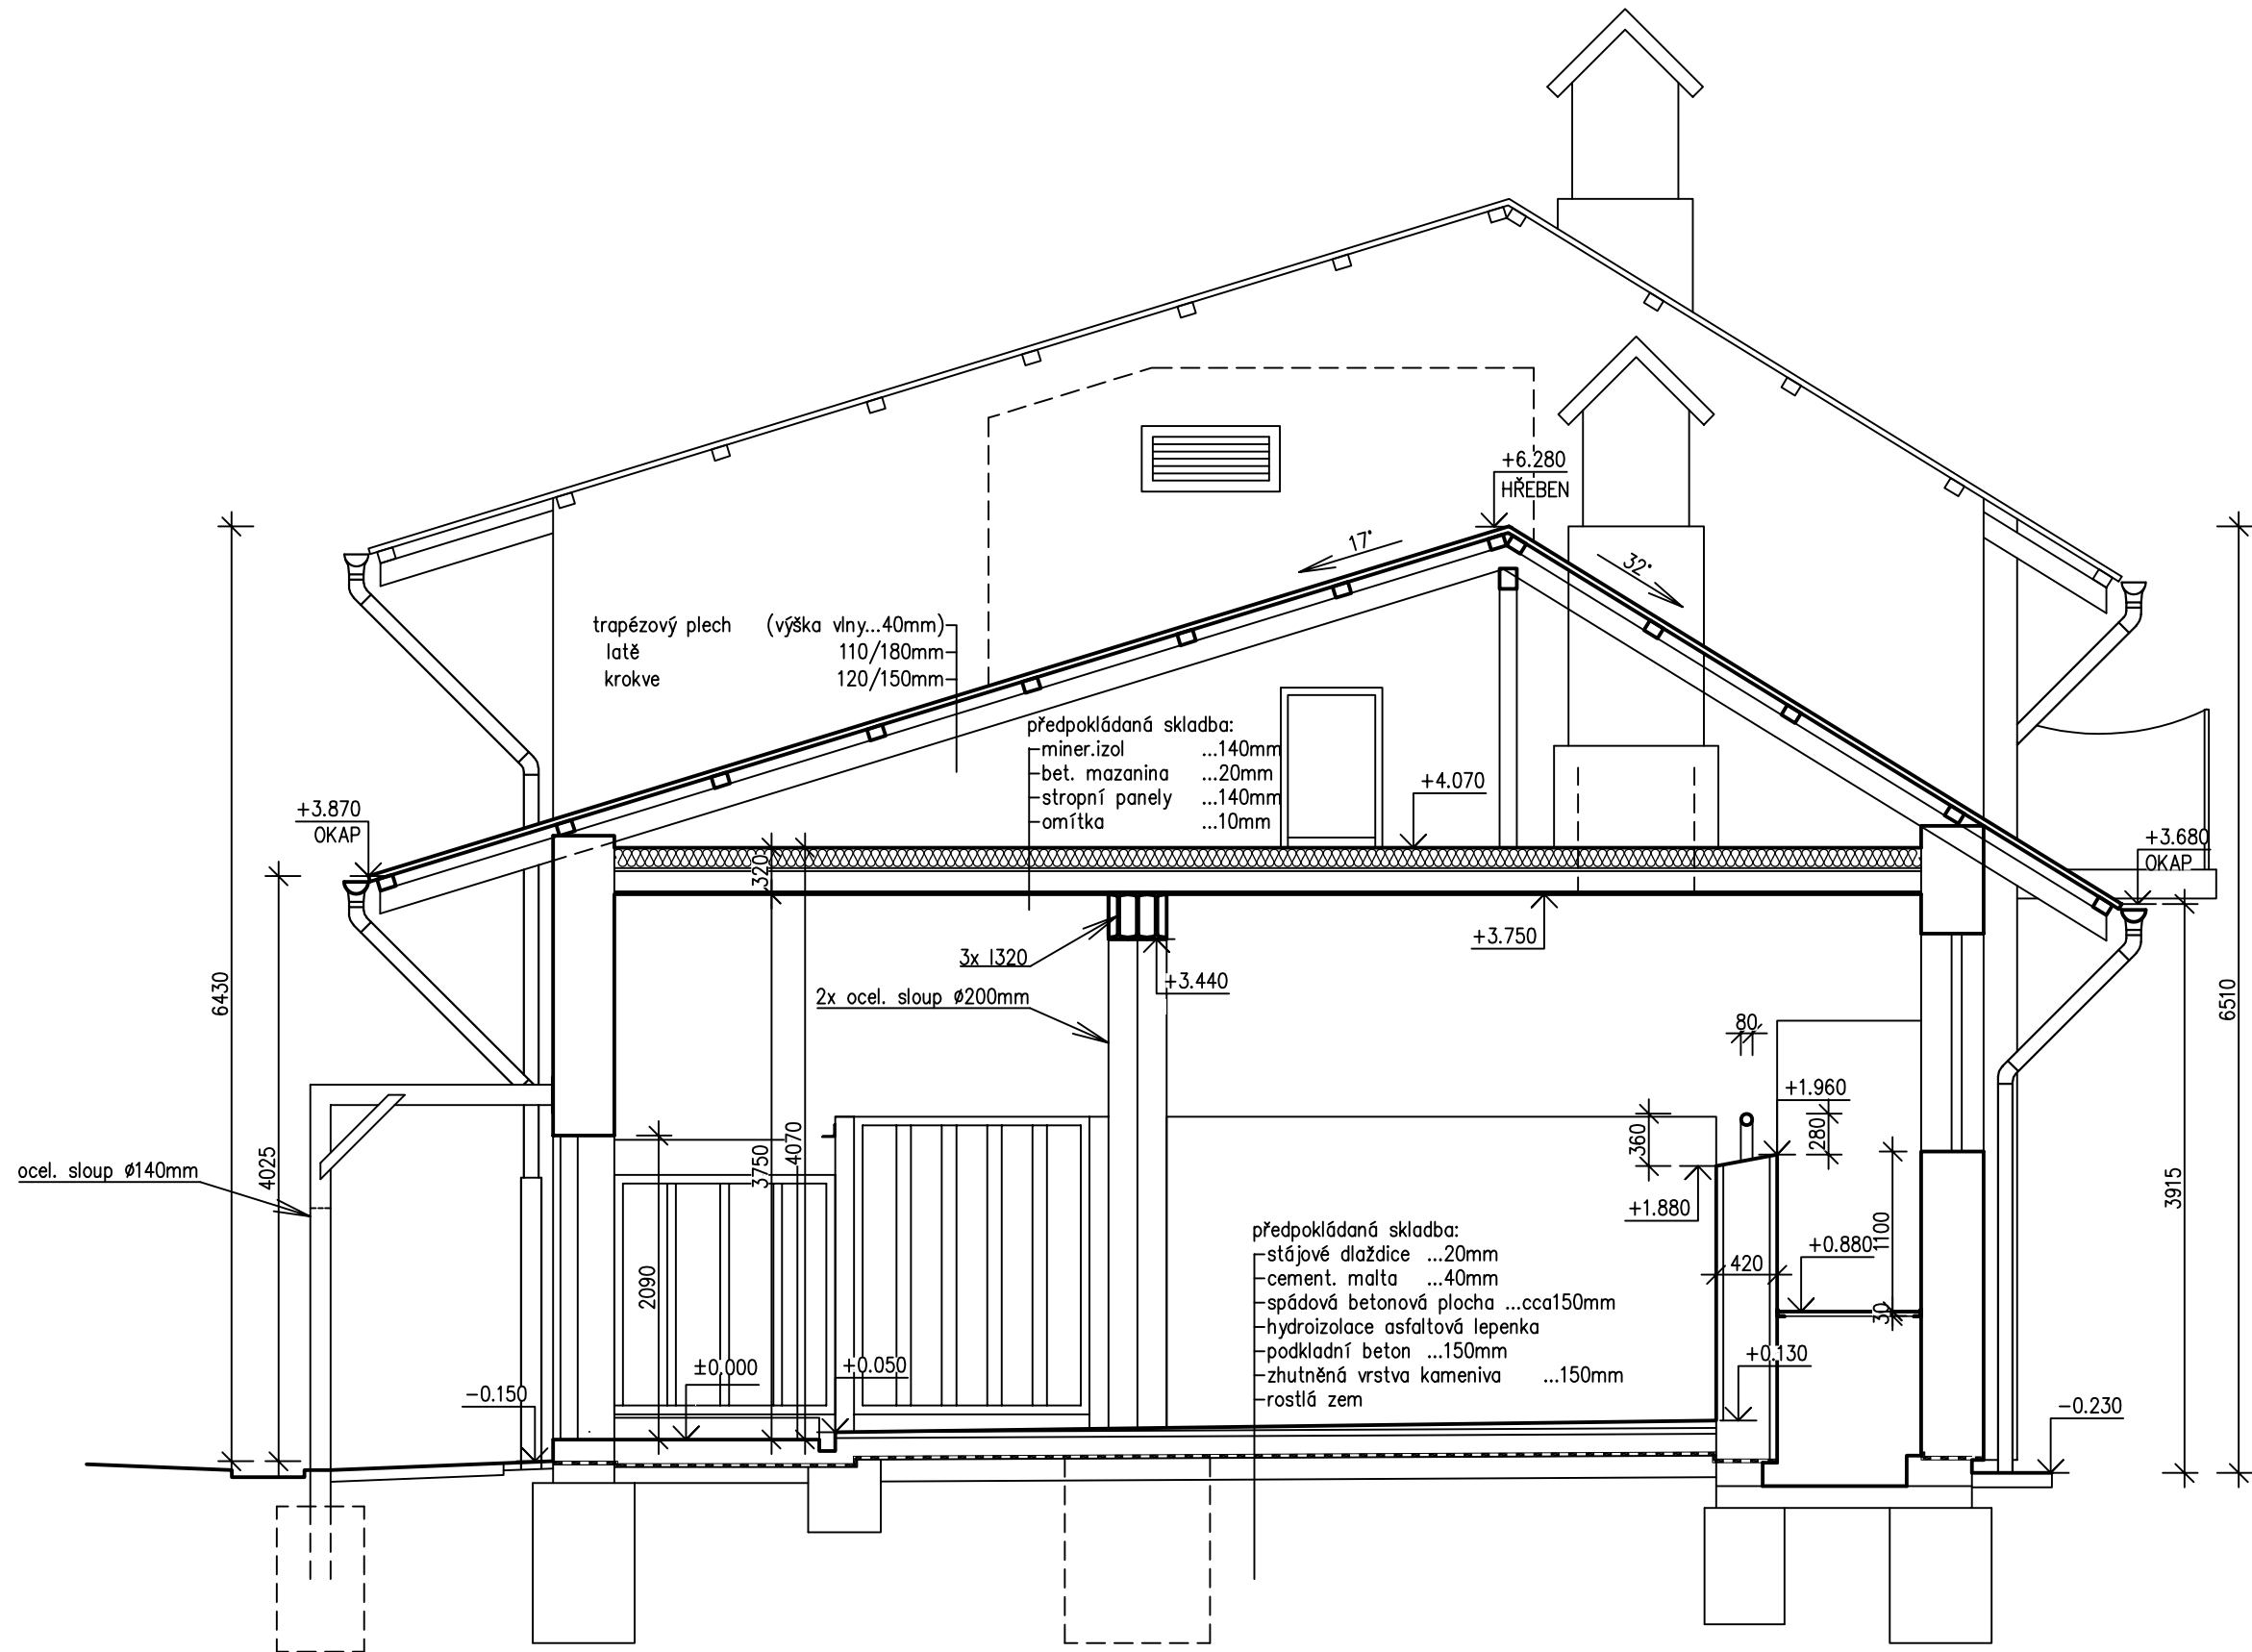 +6.280
HŘEBEN
17°
32°
trapézový plech (výška vlny...40mm)
latě 110/180mm
krokve 120/150mm
předpokládaná skladba:
miner.izol ...140mm
bet. mazanina ...20mm
stropní panely ...140mm
omítka ...10mm
+4.070
+3.870
OKAP
+3.680
OKAP
320
3x I320
+3.750
+3.440
2x ocel. sloup Ø200mm
6430
6510
80
+1.960
360
280
4025
3750
4070
3915
ocel. sloup Ø140mm
+1.880
1100
předpokládaná skladba:
stájové dlaždice ...20mm
cement. malta ...40mm
spádová betonová plocha ...cca150mm
hydroizolace asfaltová lepenka
podkladní beton ...150mm
zhutněná vrstva kameniva ...150mm
rostlá zem
+0.880
420
2090
30
±0.000
+0.050
+0.130
-0.150
-0.230